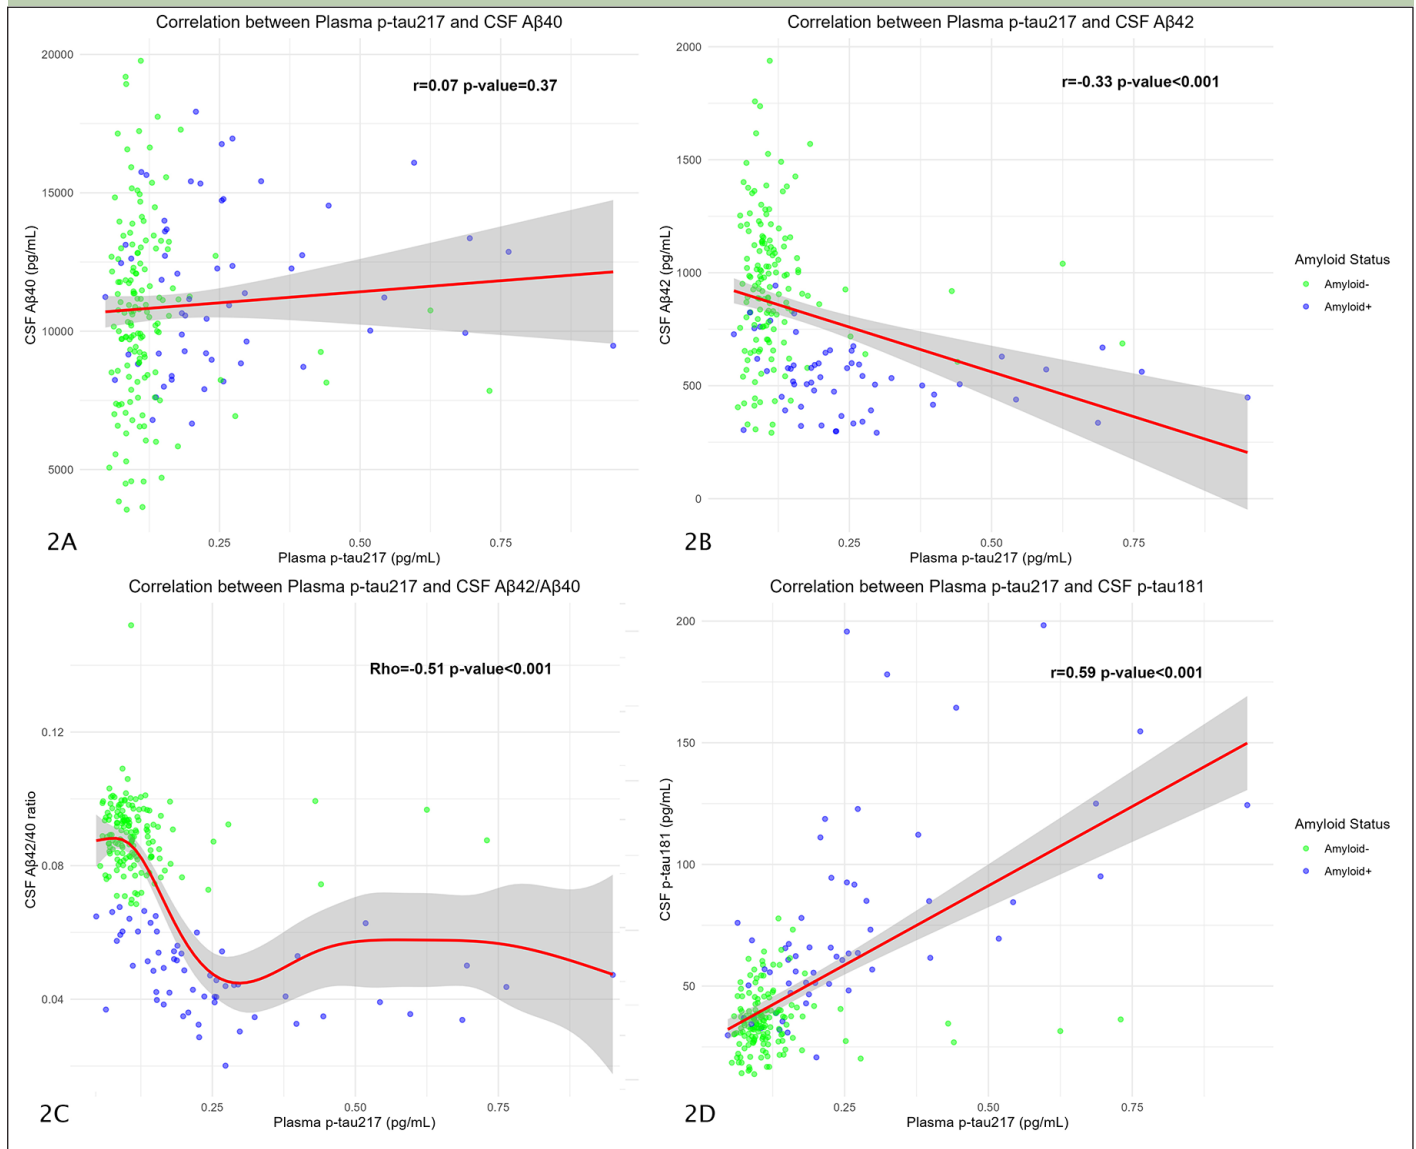 Correlation between Plasma p-tau217 and CSF Aβ40
20000
15000
10000
5000
r=0.07 p-value=0.37
CSF Aβ40 (pg/mL)
0.25
0.50
0.75
Plasma p-tau217 (pg/mL)
2A
Correlation between Plasma p-tau217 and CSF Aβ42
2000
1500
1000
500
0
r=-0.33 p-value<0.001
CSF Aβ42 (pg/mL)
0.25
0.50
0.75
Plasma p-tau217 (pg/mL)
2B
Amyloid Status
Amyloid-
Amyloid+
Correlation between Plasma p-tau217 and CSF Aβ42/Aβ40
Rho=-0.51 p-value<0.001
0.12
0.08
0.04
CSF Aβ42/40 ratio
0.25
0.50
0.75
Plasma p-tau217 (pg/mL)
2C
Correlation between Plasma p-tau217 and CSF p-tau181
200
150
100
50
r=0.59 p-value<0.001
CSF p-tau181 (pg/mL)
0.25
0.50
0.75
Plasma p-tau217 (pg/mL)
2D
Amyloid Status
Amyloid-
Amyloid+